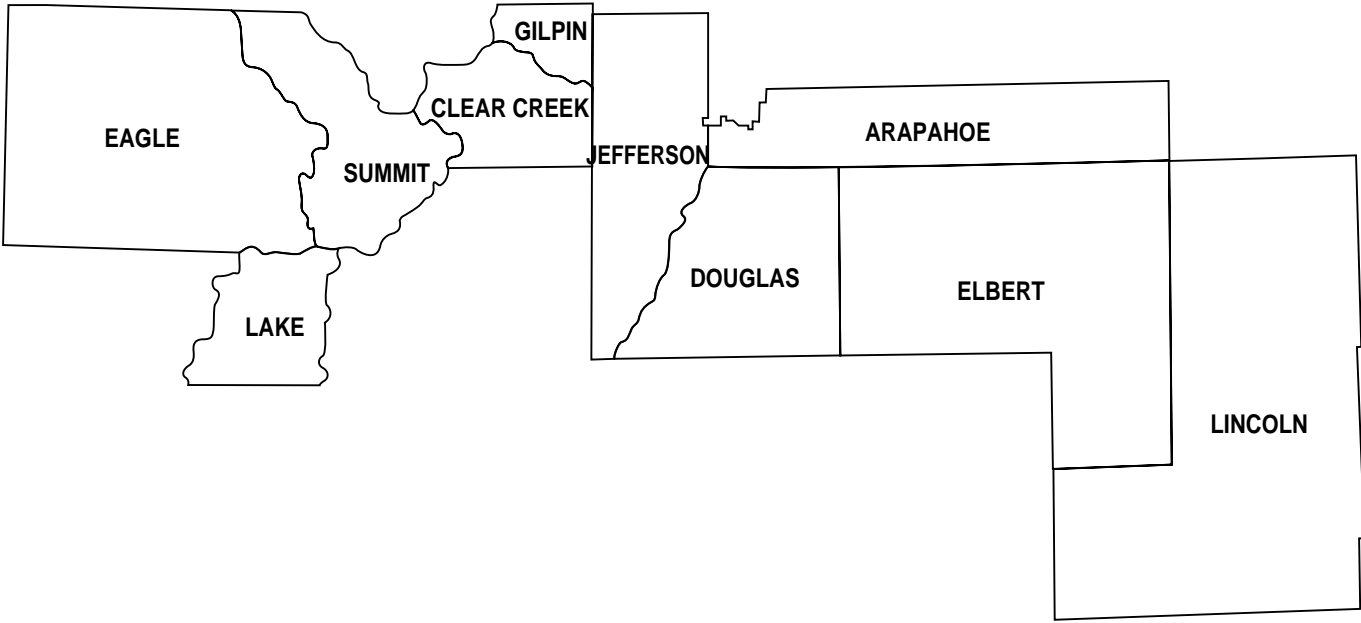 GILPIN
CLEAR CREEK
EAGLE
ARAPAHOE
JEFFERSON
SUMMIT
DOUGLAS
ELBERT
LAKE
LINCOLN